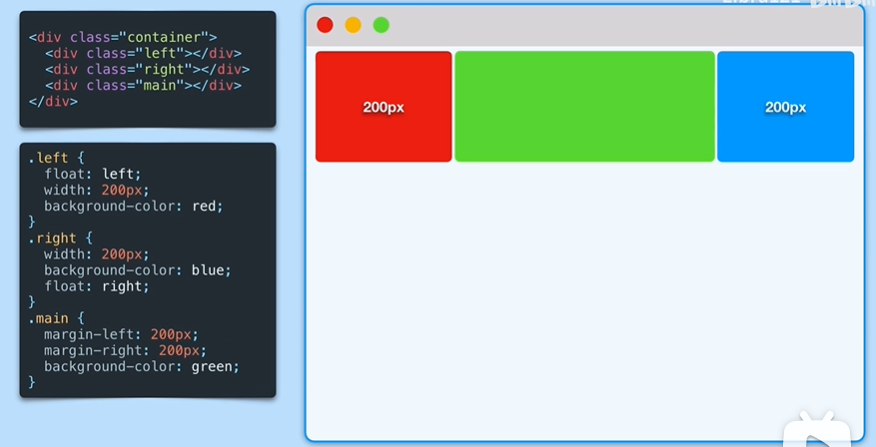 <div class="container">
<div class="left"></div>
<div class="right"></div>
<div class="main"></div>
</div>
.left {
float: left;
width: 200px;
background-color: red;
}
.right {
width: 200px;
background-color: blue;
float: right;
}
.main {
margin-left: 200px;
margin-right: 200px;
background-color: green;
}
200px
200px